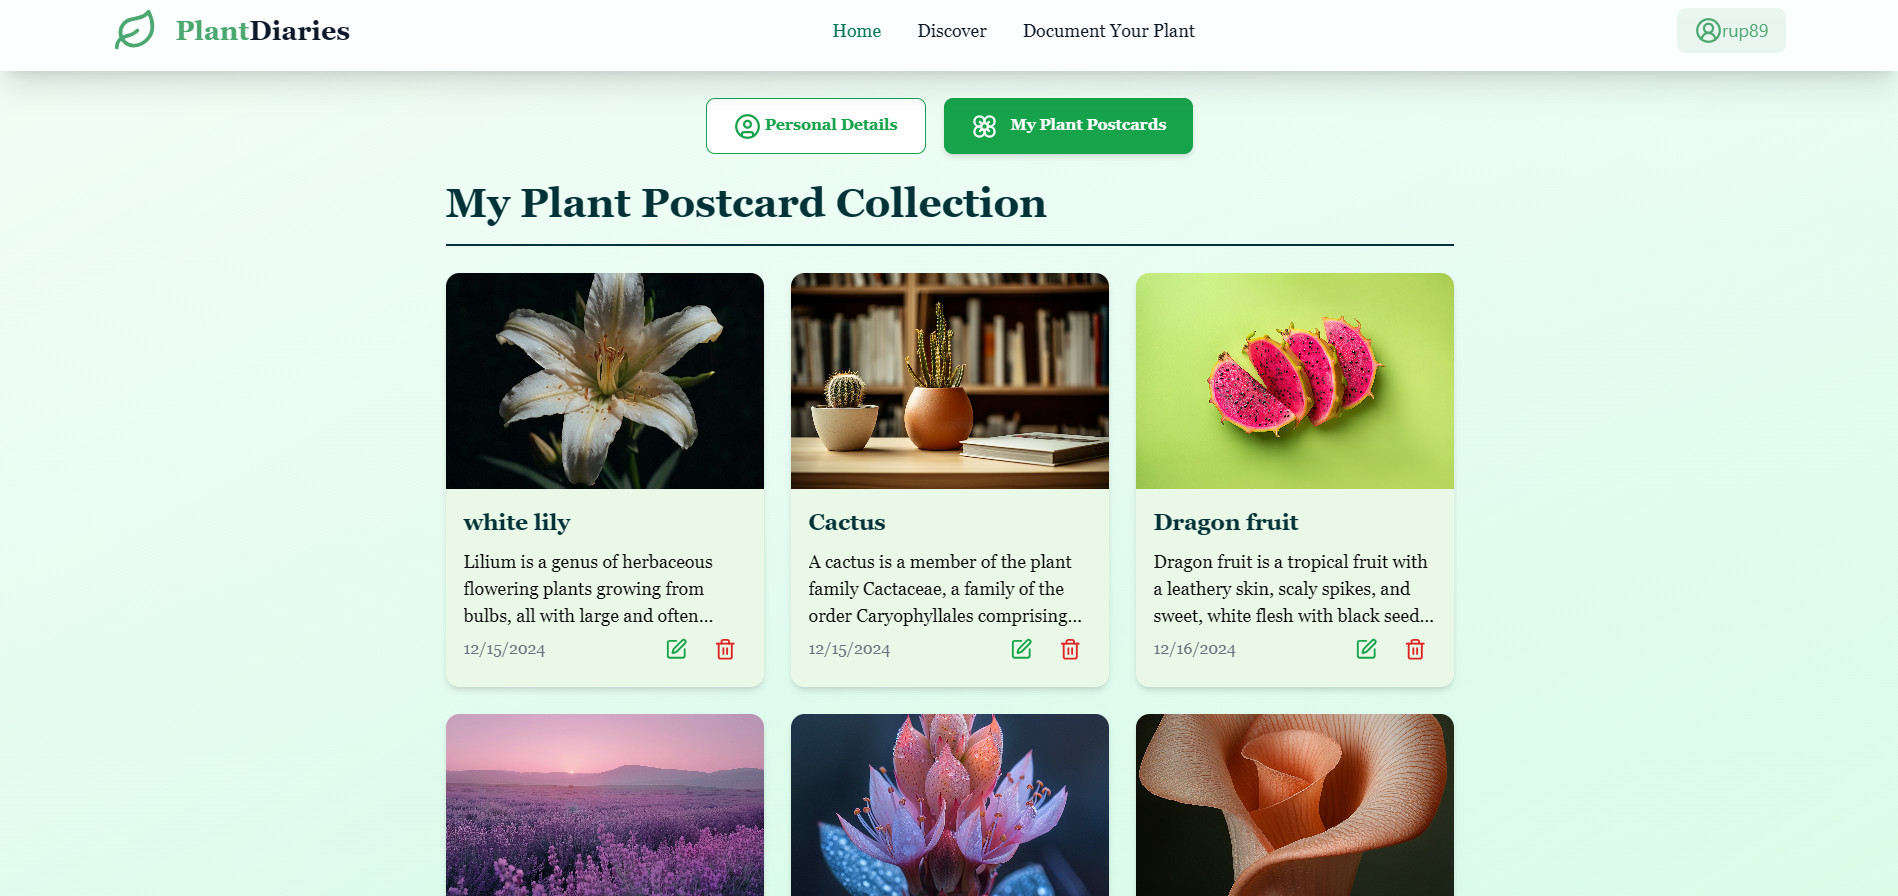 PlantDiaries
Home
Discover
Document Your Plant
rup89
Personal Details
My Plant Postcards
My Plant Postcard Collection
white lily
Lilium is a genus of herbaceous
flowering plants growing from
bulbs, all with large and often...
12/15/2024
Cactus
A cactus is a member of the plant
family Cactaceae, a family of the
order Caryophyllales comprising...
12/15/2024
Dragon fruit
Dragon fruit is a tropical fruit with
a leathery skin, scaly spikes, and
sweet, white flesh with black seed...
12/16/2024